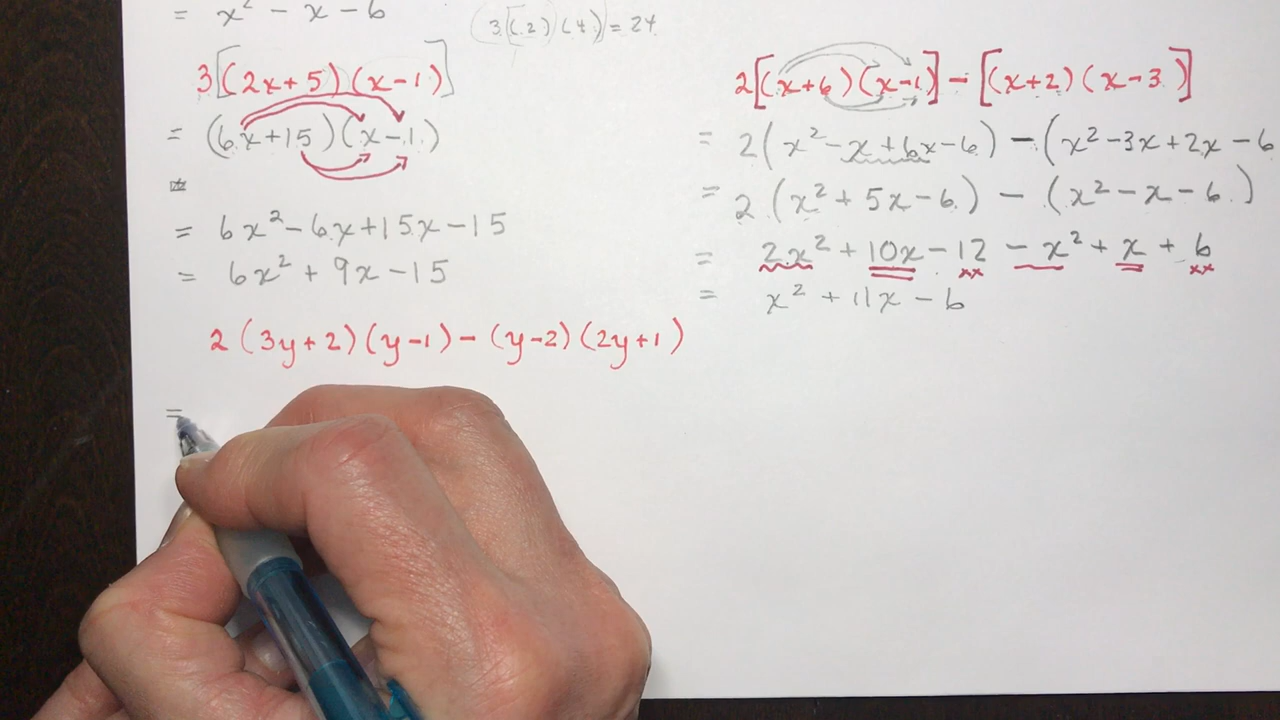 = x² - x - 6
3[(2)(4)] = 24
3[(2x+5)(x-1)]
= (6x+15)(x-1)
= 6x² - 6x + 15x - 15
= 6x² + 9x - 15
2(3y+2)(y-1) - (y-2)(2y+1)
=
2[(x+6)(x-1)] - [(x+2)(x-3)]
= 2(x² - x + 6x - 6) - (x² - 3x + 2x - 6
= 2(x² + 5x - 6) - (x² - x - 6)
= 2x² + 10x - 12 - x² + x + 6
= x² + 11x - 6